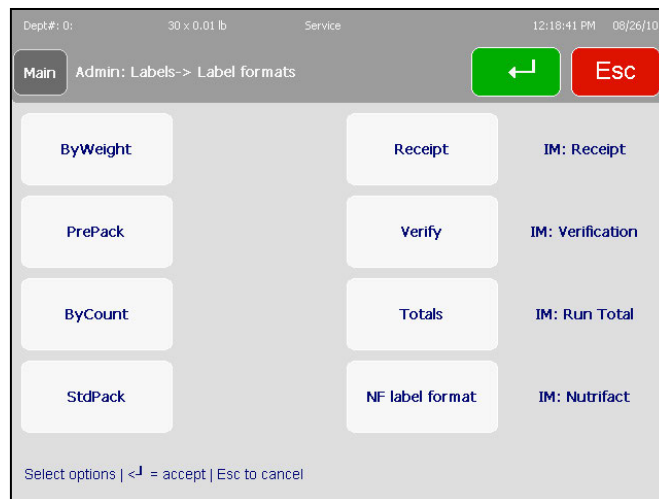 Dept#: 0: 30 x 0.01 lb Service 12:18:41 PM 08/26/10
Main Admin: Labels-> Label formats Esc
ByWeight Receipt IM: Receipt
PrePack Verify IM: Verification
ByCount Totals IM: Run Total
StdPack NF label format IM: Nutrifact
Select options | <┘ = accept | Esc to cancel